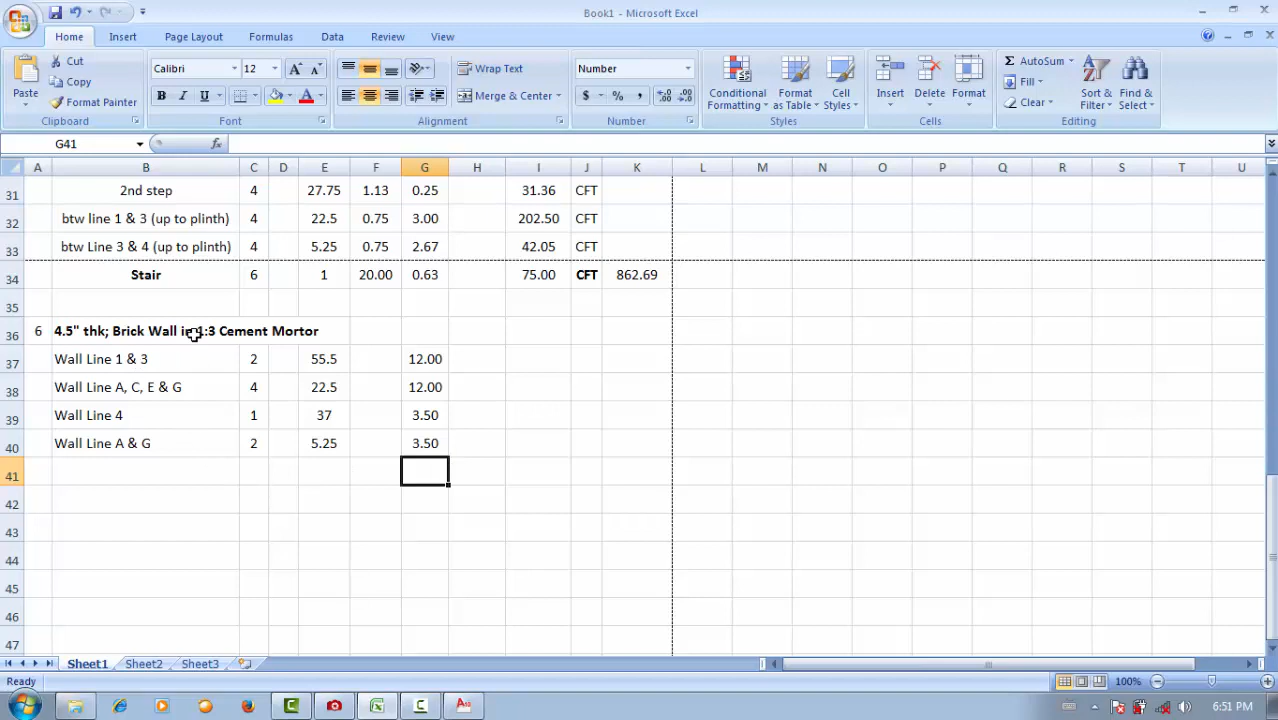 Book1 - Microsoft Excel
Home Insert Page Layout Formulas Data Review View
Paste
Cut
Copy
Format Painter
Clipboard
Calibri 12
B I U
Font
Wrap Text
Merge & Center
Alignment
Number
$ % ,
Number
Conditional Formatting
Format as Table
Cell Styles
Styles
Insert Delete Format
Cells
AutoSum
Fill
Clear
Sort & Filter
Find & Select
Editing
G41 fx
A B C D E F G H I J K L M N O P Q R S T U
31 2nd step 4 27.75 1.13 0.25 31.36 CFT
32 btw line 1 & 3 (up to plinth) 4 22.5 0.75 3.00 202.50 CFT
33 btw Line 3 & 4 (up to plinth) 4 5.25 0.75 2.67 42.05 CFT
34 Stair 6 1 20.00 0.63 75.00 CFT 862.69
35
36 6 4.5" thk; Brick Wall in 1:3 Cement Mortor
37 Wall Line 1 & 3 2 55.5 12.00
38 Wall Line A, C, E & G 4 22.5 12.00
39 Wall Line 4 1 37 3.50
40 Wall Line A & G 2 5.25 3.50
41
42
43
44
45
46
47
Sheet1 Sheet2 Sheet3
Ready 100%
6:51 PM